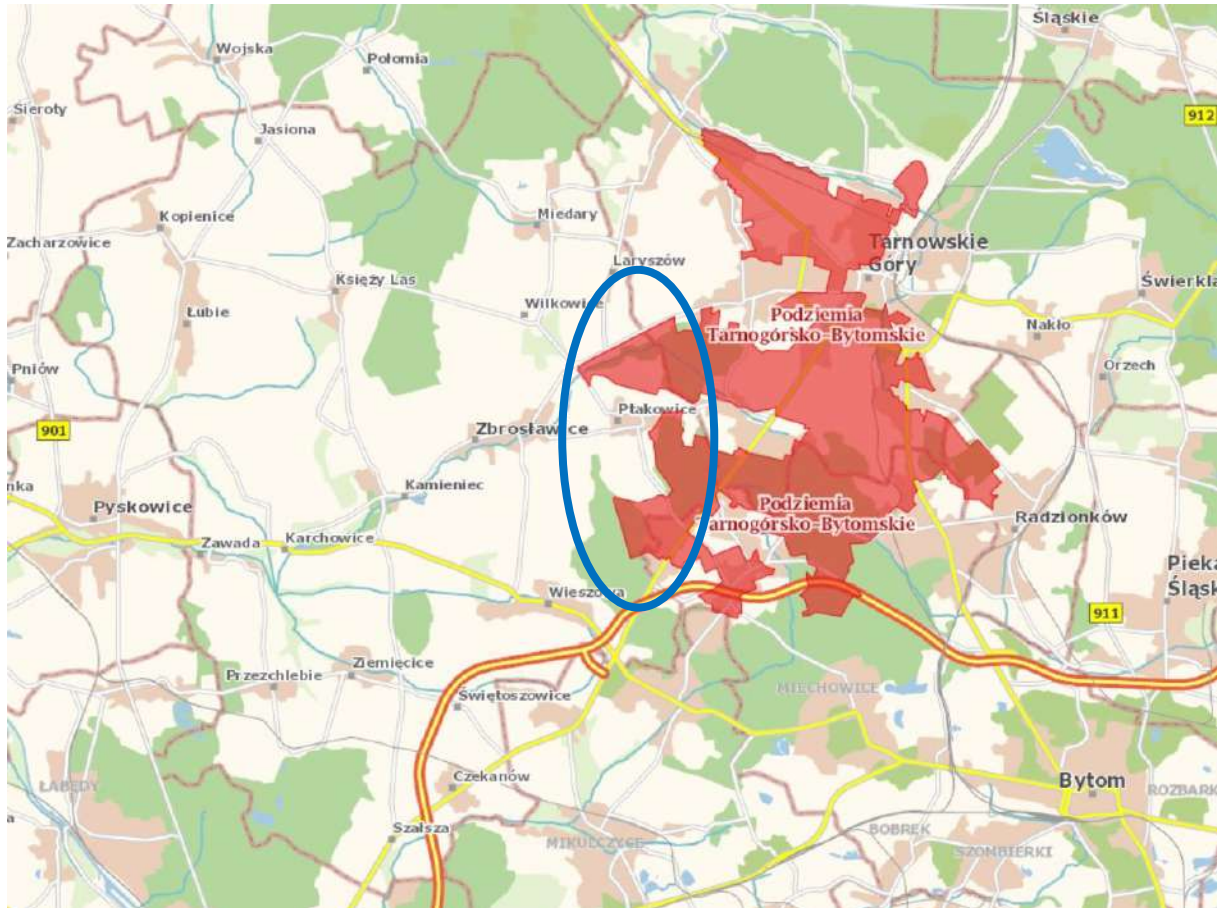 Śląskie
Wojska
Połomia
Sieroty
912
Jasiona
Kopienice
Miedary
Zacharzowice
Tarnowskie
Góry
Laryszów
Księży Las
Świerkla
Wilkowice
Łubie
Podziemia
Tarnogórsko-Bytomskie
Nakło
Pniów
Orzech
Ptakowice
901
Zbrosławice
Kamieniec
nka
Pyskowice
Podziemia
Tarnogórsko-Bytomskie
Radzionków
Zawada
Karchowice
Pieka
Śląsk
Wieszowa
911
Ziemięcice
Przezchlebie
MIECHOWICE
Świętoszowice
Czekanów
Bytom
ŁABĘDY
ROZBARK
Szałsza
MIKULCZYCE
BOBREK
SZOMBIERKI